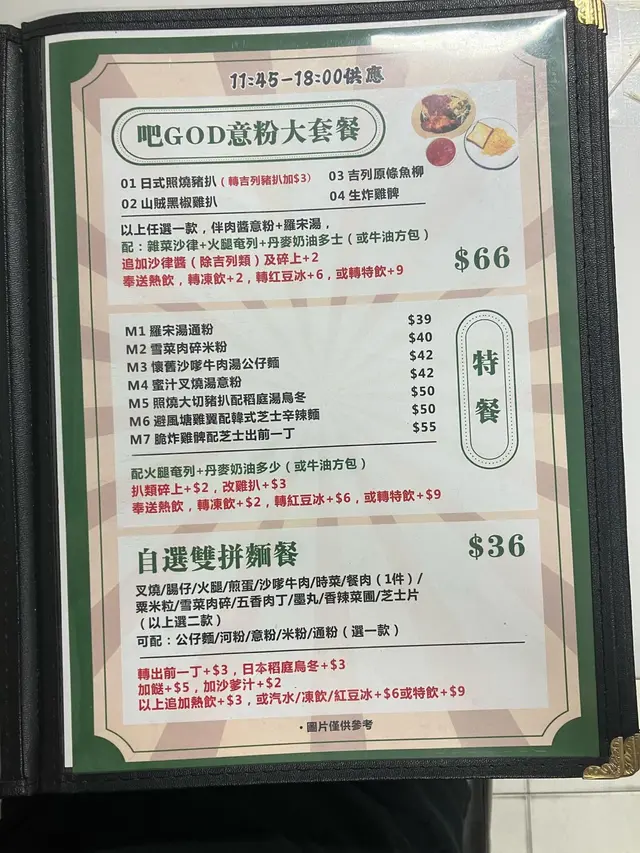 11:45-18:00供應
吧GOD意粉大套餐
01 日式照燒豬扒（轉吉列豬扒加$3） 03 吉列原條魚柳
02 山賊黑椒雞扒 04 生炸雞髀
以上任選一款，伴肉醬意粉+羅宋湯，
配：雜菜沙律+火腿奄列+丹麥奶油多士（或牛油方包）
追加沙律醬（除吉列類）及碎上+2
奉送熱飲，轉凍飲+2，轉紅豆冰+6，或轉特飲+9
$66
M1 羅宋湯通粉 $39
M2 雪菜肉碎米粉 $40
M3 懷舊沙嗲牛肉湯公仔麵 $42
M4 蜜汁叉燒湯意粉 $42
M5 照燒大切豬扒配稻庭湯烏冬 $50
M6 避風塘雞翼配韓式芝士辛辣麵 $50
M7 脆炸雞髀配芝士出前一丁 $55
特餐
配火腿奄列+丹麥奶油多少（或牛油方包）
扒類碎上+$2，改雞扒+$3
奉送熱飲，轉凍飲+$2，轉紅豆冰+$6，或轉特飲+$9
自選雙拼麵餐 $36
叉燒/腸仔/火腿/煎蛋/沙嗲牛肉/時菜/餐肉（1件）/
粟米粒/雪菜肉碎/五香肉丁/墨丸/香辣菜圃/芝士片
（以上選二款）
可配：公仔麵/河粉/意粉/米粉/通粉（選一款）
轉出前一丁+$3，日本稻庭烏冬+$3
加餸+$5，加沙爹汁+$2
以上追加熱飲+$3，或汽水/凍飲/紅豆冰+$6或特飲+$9
・圖片僅供參考